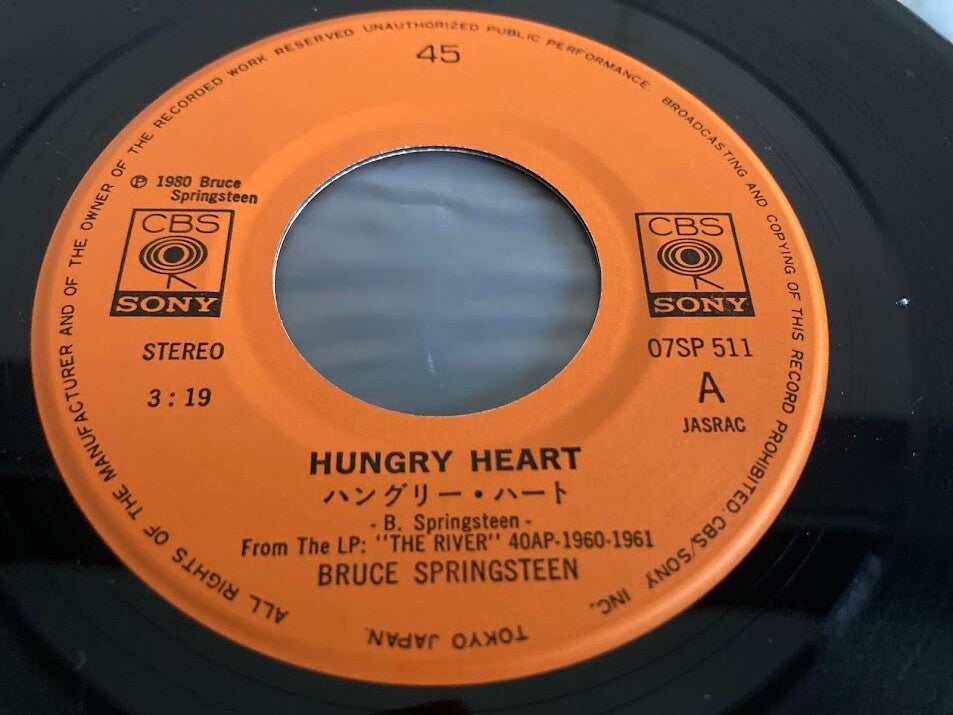 45
ALL RIGHTS OF THE MANUFACTURER AND OF THE OWNER OF THE RECORDED WORK RESERVED UNAUTHORIZED PUBLIC PERFORMANCE. BROADCASTING AND COPYING OF THIS RECORD PROHIBITED. CBS/SONY INC. TOKYO JAPAN.
℗ 1980 Bruce
Springsteen
CBS
SONY
CBS
SONY
STEREO
3 : 19
07SP 511
A
JASRAC
HUNGRY HEART
ハングリー・ハート
- B. Springsteen -
From The LP: "THE RIVER" 40AP-1960-1961
BRUCE SPRINGSTEEN